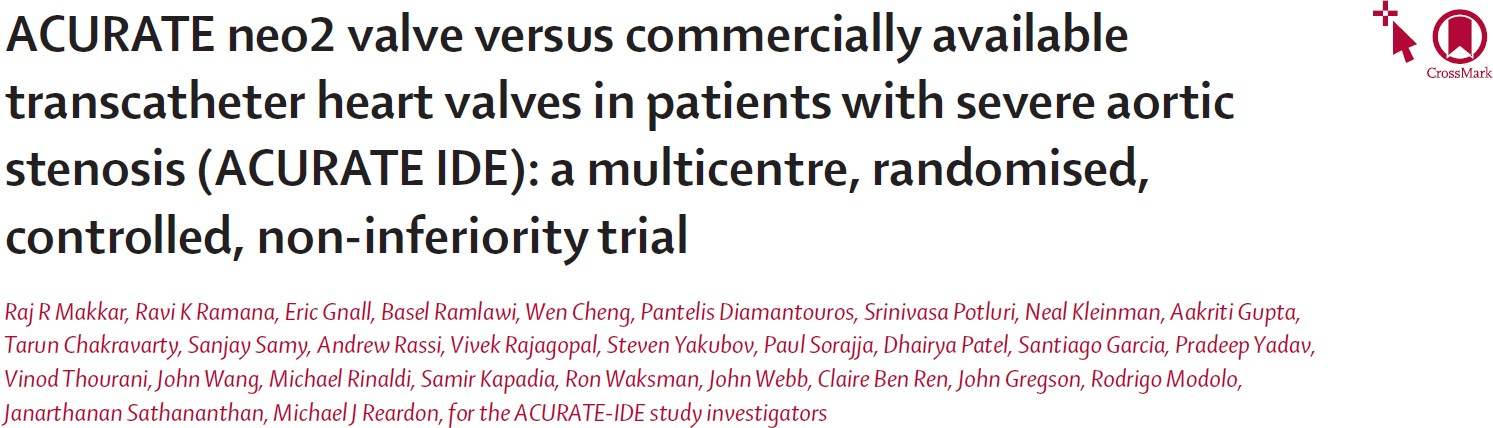 ACURATE neo2 valve versus commercially available
transcatheter heart valves in patients with severe aortic
stenosis (ACURATE IDE): a multicentre, randomised,
controlled, non-inferiority trial
CrossMark
Raj R Makkar, Ravi K Ramana, Eric Gnall, Basel Ramlawi, Wen Cheng, Pantelis Diamantouros, Srinivasa Potluri, Neal Kleinman, Aakriti Gupta,
Tarun Chakravarty, Sanjay Samy, Andrew Rassi, Vivek Rajagopal, Steven Yakubov, Paul Sorajja, Dhairya Patel, Santiago Garcia, Pradeep Yadav,
Vinod Thourani, John Wang, Michael Rinaldi, Samir Kapadia, Ron Waksman, John Webb, Claire Ben Ren, John Gregson, Rodrigo Modolo,
Janarthanan Sathananthan, Michael J Reardon, for the ACURATE-IDE study investigators